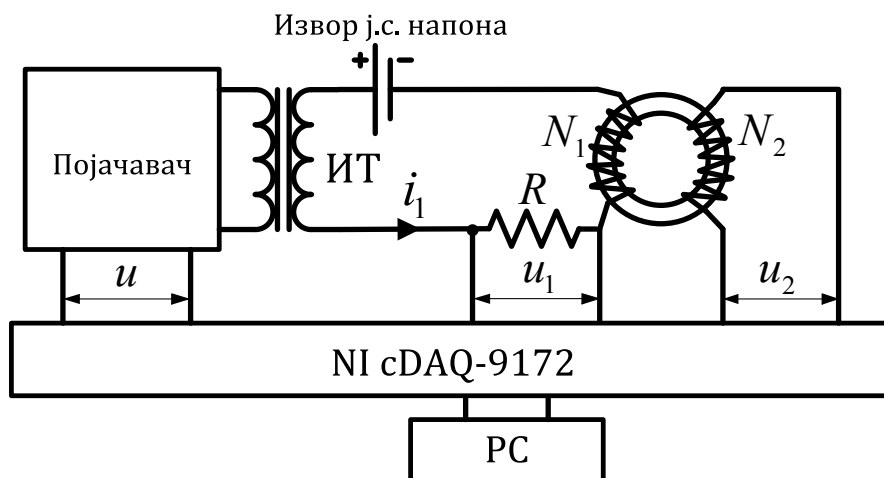 Извор ј.с. напона
+ −
Појачавач
ИТ
i₁
R
N₁
N₂
u
u₁
u₂
NI cDAQ-9172
PC